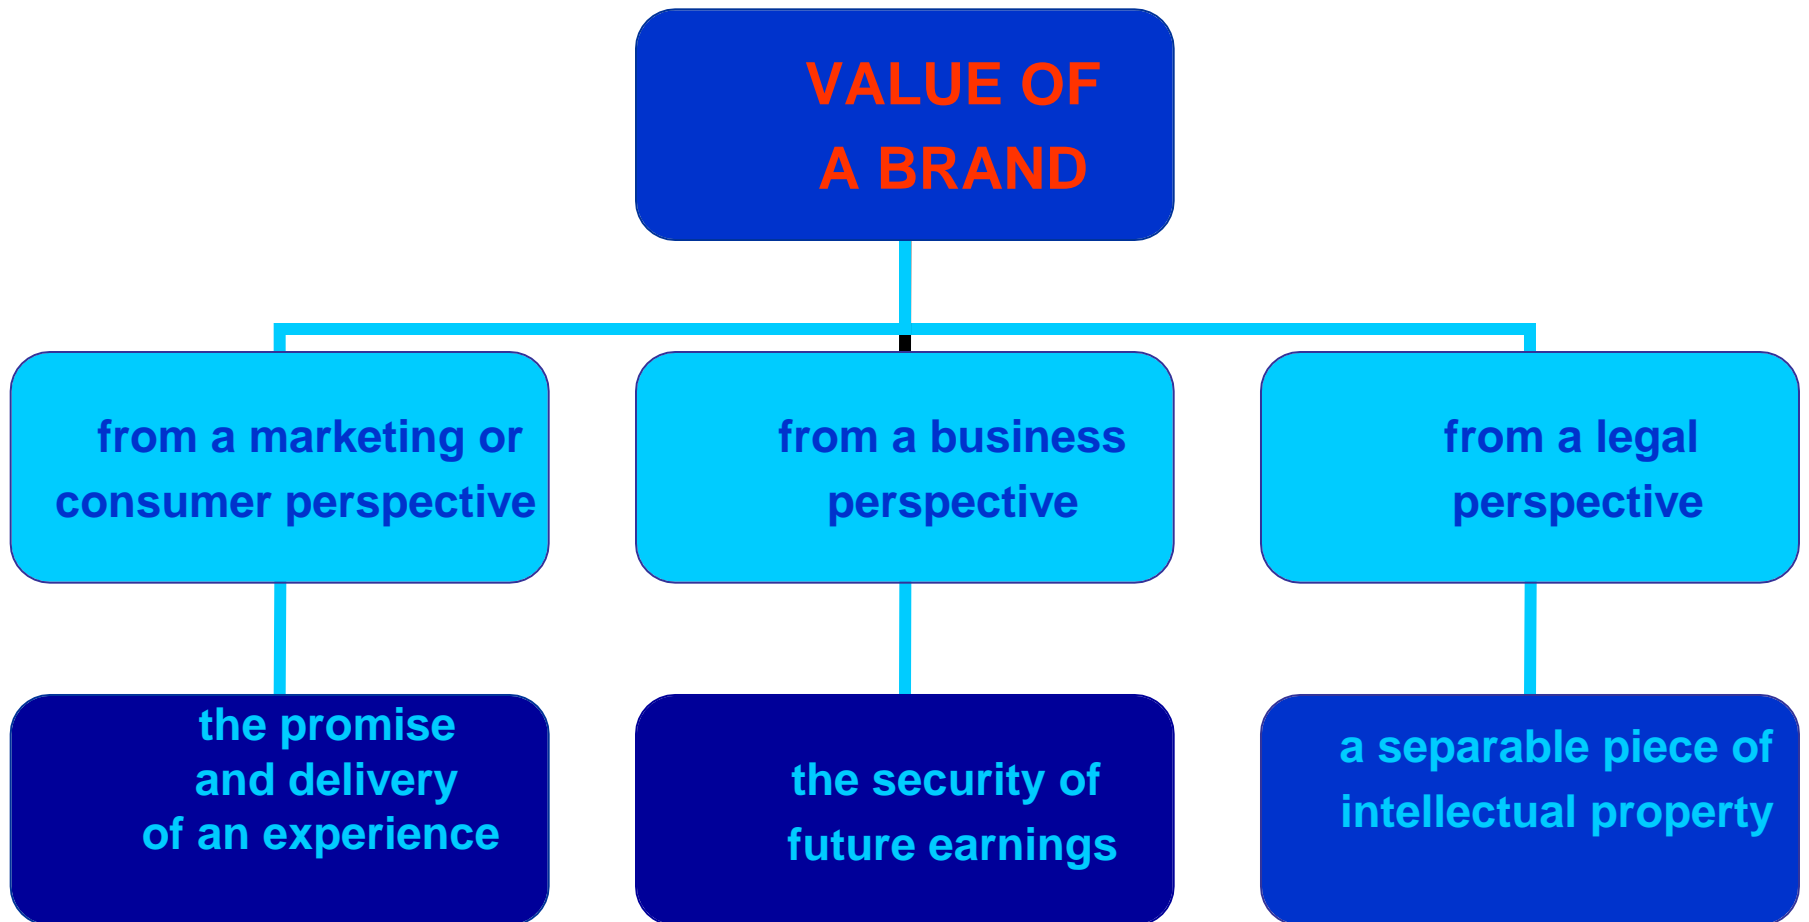 VALUE OF
A BRAND
from a marketing or
consumer perspective
from a business
perspective
from a legal
perspective
the promise
and delivery
of an experience
the security of
future earnings
a separable piece of
intellectual property